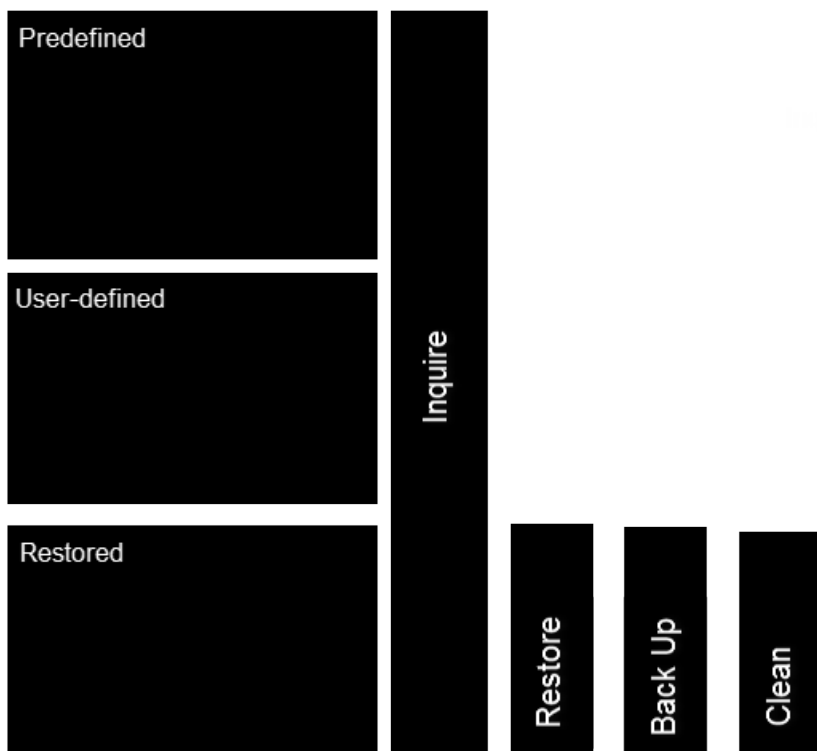 Predefined
User-defined
Inquire
Restored
Restore
Back Up
Clean